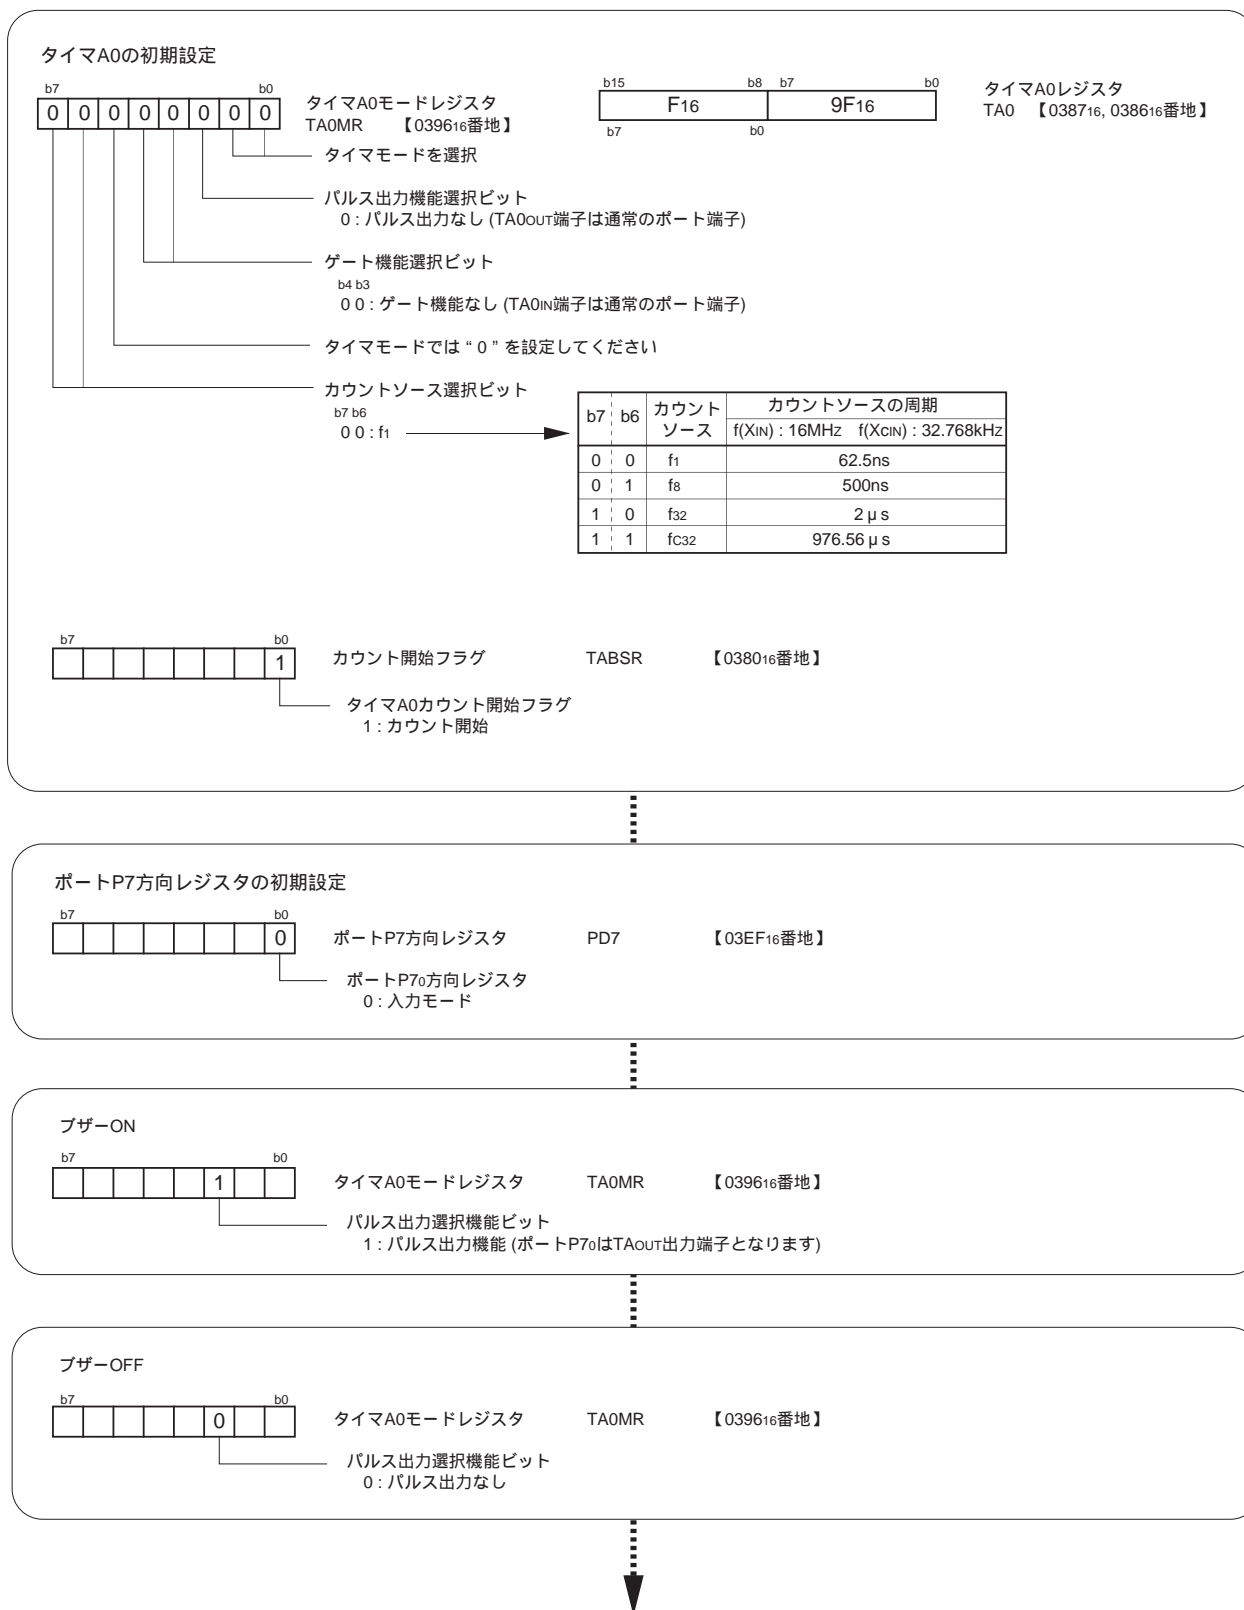 タイマA0の初期設定
b7 b0
0 0 0 0 0 0 0 0
タイマA0モードレジスタ
TA0MR 【039616番地】
b15 b8 b7 b0
F16 9F16
b7 b0
タイマA0レジスタ
TA0 【038716, 038616番地】
タイマモードを選択
パルス出力機能選択ビット
0 : パルス出力なし (TA0OUT端子は通常のポート端子)
ゲート機能選択ビット
b4 b3
0 0 : ゲート機能なし (TA0IN端子は通常のポート端子)
タイマモードでは “ 0 ” を設定してください
カウントソース選択ビット
b7 b6
0 0 : f1
b7 b6 カウントソース カウントソースの周期
f(XIN) : 16MHZ f(XCIN) : 32.768kHZ
0 0 f1 62.5ns
0 1 f8 500ns
1 0 f32 2 μ s
1 1 fC32 976.56 μ s
b7 b0
1
カウント開始フラグ TABSR 【038016番地】
タイマA0カウント開始フラグ
1 : カウント開始
ポートP7方向レジスタの初期設定
b7 b0
0
ポートP7方向レジスタ PD7 【03EF16番地】
ポートP70方向レジスタ
0 : 入力モード
ブザーON
b7 b0
1
タイマA0モードレジスタ TA0MR 【039616番地】
パルス出力選択機能ビット
1 : パルス出力機能 (ポートP70はTAOUT出力端子となります)
ブザーOFF
b7 b0
0
タイマA0モードレジスタ TA0MR 【039616番地】
パルス出力選択機能ビット
0 : パルス出力なし